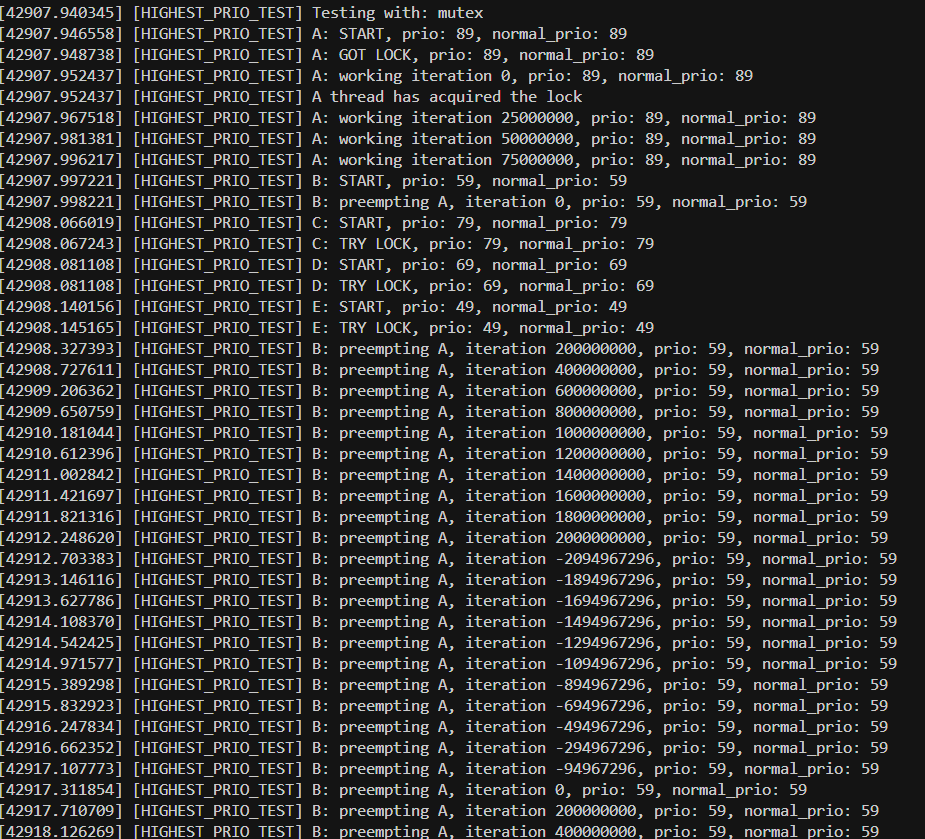 [42907.940345] [HIGHEST_PRIO_TEST] Testing with: mutex
[42907.946558] [HIGHEST_PRIO_TEST] A: START, prio: 89, normal_prio: 89
[42907.948738] [HIGHEST_PRIO_TEST] A: GOT LOCK, prio: 89, normal_prio: 89
[42907.952437] [HIGHEST_PRIO_TEST] A: working iteration 0, prio: 89, normal_prio: 89
[42907.952437] [HIGHEST_PRIO_TEST] A thread has acquired the lock
[42907.967518] [HIGHEST_PRIO_TEST] A: working iteration 25000000, prio: 89, normal_prio: 89
[42907.981381] [HIGHEST_PRIO_TEST] A: working iteration 50000000, prio: 89, normal_prio: 89
[42907.996217] [HIGHEST_PRIO_TEST] A: working iteration 75000000, prio: 89, normal_prio: 89
[42907.997221] [HIGHEST_PRIO_TEST] B: START, prio: 59, normal_prio: 59
[42907.998221] [HIGHEST_PRIO_TEST] B: preempting A, iteration 0, prio: 59, normal_prio: 59
[42908.066019] [HIGHEST_PRIO_TEST] C: START, prio: 79, normal_prio: 79
[42908.067243] [HIGHEST_PRIO_TEST] C: TRY LOCK, prio: 79, normal_prio: 79
[42908.081108] [HIGHEST_PRIO_TEST] D: START, prio: 69, normal_prio: 69
[42908.081108] [HIGHEST_PRIO_TEST] D: TRY LOCK, prio: 69, normal_prio: 69
[42908.140156] [HIGHEST_PRIO_TEST] E: START, prio: 49, normal_prio: 49
[42908.145165] [HIGHEST_PRIO_TEST] E: TRY LOCK, prio: 49, normal_prio: 49
[42908.327393] [HIGHEST_PRIO_TEST] B: preempting A, iteration 200000000, prio: 59, normal_prio: 59
[42908.727611] [HIGHEST_PRIO_TEST] B: preempting A, iteration 400000000, prio: 59, normal_prio: 59
[42909.206362] [HIGHEST_PRIO_TEST] B: preempting A, iteration 600000000, prio: 59, normal_prio: 59
[42909.650759] [HIGHEST_PRIO_TEST] B: preempting A, iteration 800000000, prio: 59, normal_prio: 59
[42910.181044] [HIGHEST_PRIO_TEST] B: preempting A, iteration 1000000000, prio: 59, normal_prio: 59
[42910.612396] [HIGHEST_PRIO_TEST] B: preempting A, iteration 1200000000, prio: 59, normal_prio: 59
[42911.002842] [HIGHEST_PRIO_TEST] B: preempting A, iteration 1400000000, prio: 59, normal_prio: 59
[42911.421697] [HIGHEST_PRIO_TEST] B: preempting A, iteration 1600000000, prio: 59, normal_prio: 59
[42911.821316] [HIGHEST_PRIO_TEST] B: preempting A, iteration 1800000000, prio: 59, normal_prio: 59
[42912.248620] [HIGHEST_PRIO_TEST] B: preempting A, iteration 2000000000, prio: 59, normal_prio: 59
[42912.703383] [HIGHEST_PRIO_TEST] B: preempting A, iteration -2094967296, prio: 59, normal_prio: 59
[42913.146116] [HIGHEST_PRIO_TEST] B: preempting A, iteration -1894967296, prio: 59, normal_prio: 59
[42913.627786] [HIGHEST_PRIO_TEST] B: preempting A, iteration -1694967296, prio: 59, normal_prio: 59
[42914.108370] [HIGHEST_PRIO_TEST] B: preempting A, iteration -1494967296, prio: 59, normal_prio: 59
[42914.542425] [HIGHEST_PRIO_TEST] B: preempting A, iteration -1294967296, prio: 59, normal_prio: 59
[42914.971577] [HIGHEST_PRIO_TEST] B: preempting A, iteration -1094967296, prio: 59, normal_prio: 59
[42915.389298] [HIGHEST_PRIO_TEST] B: preempting A, iteration -894967296, prio: 59, normal_prio: 59
[42915.832923] [HIGHEST_PRIO_TEST] B: preempting A, iteration -694967296, prio: 59, normal_prio: 59
[42916.247834] [HIGHEST_PRIO_TEST] B: preempting A, iteration -494967296, prio: 59, normal_prio: 59
[42916.662352] [HIGHEST_PRIO_TEST] B: preempting A, iteration -294967296, prio: 59, normal_prio: 59
[42917.107773] [HIGHEST_PRIO_TEST] B: preempting A, iteration -94967296, prio: 59, normal_prio: 59
[42917.311854] [HIGHEST_PRIO_TEST] B: preempting A, iteration 0, prio: 59, normal_prio: 59
[42917.710709] [HIGHEST_PRIO_TEST] B: preempting A, iteration 200000000, prio: 59, normal_prio: 59
[42918.126269] [HIGHEST_PRIO_TEST] B: preempting A, iteration 400000000, prio: 59, normal_prio: 59